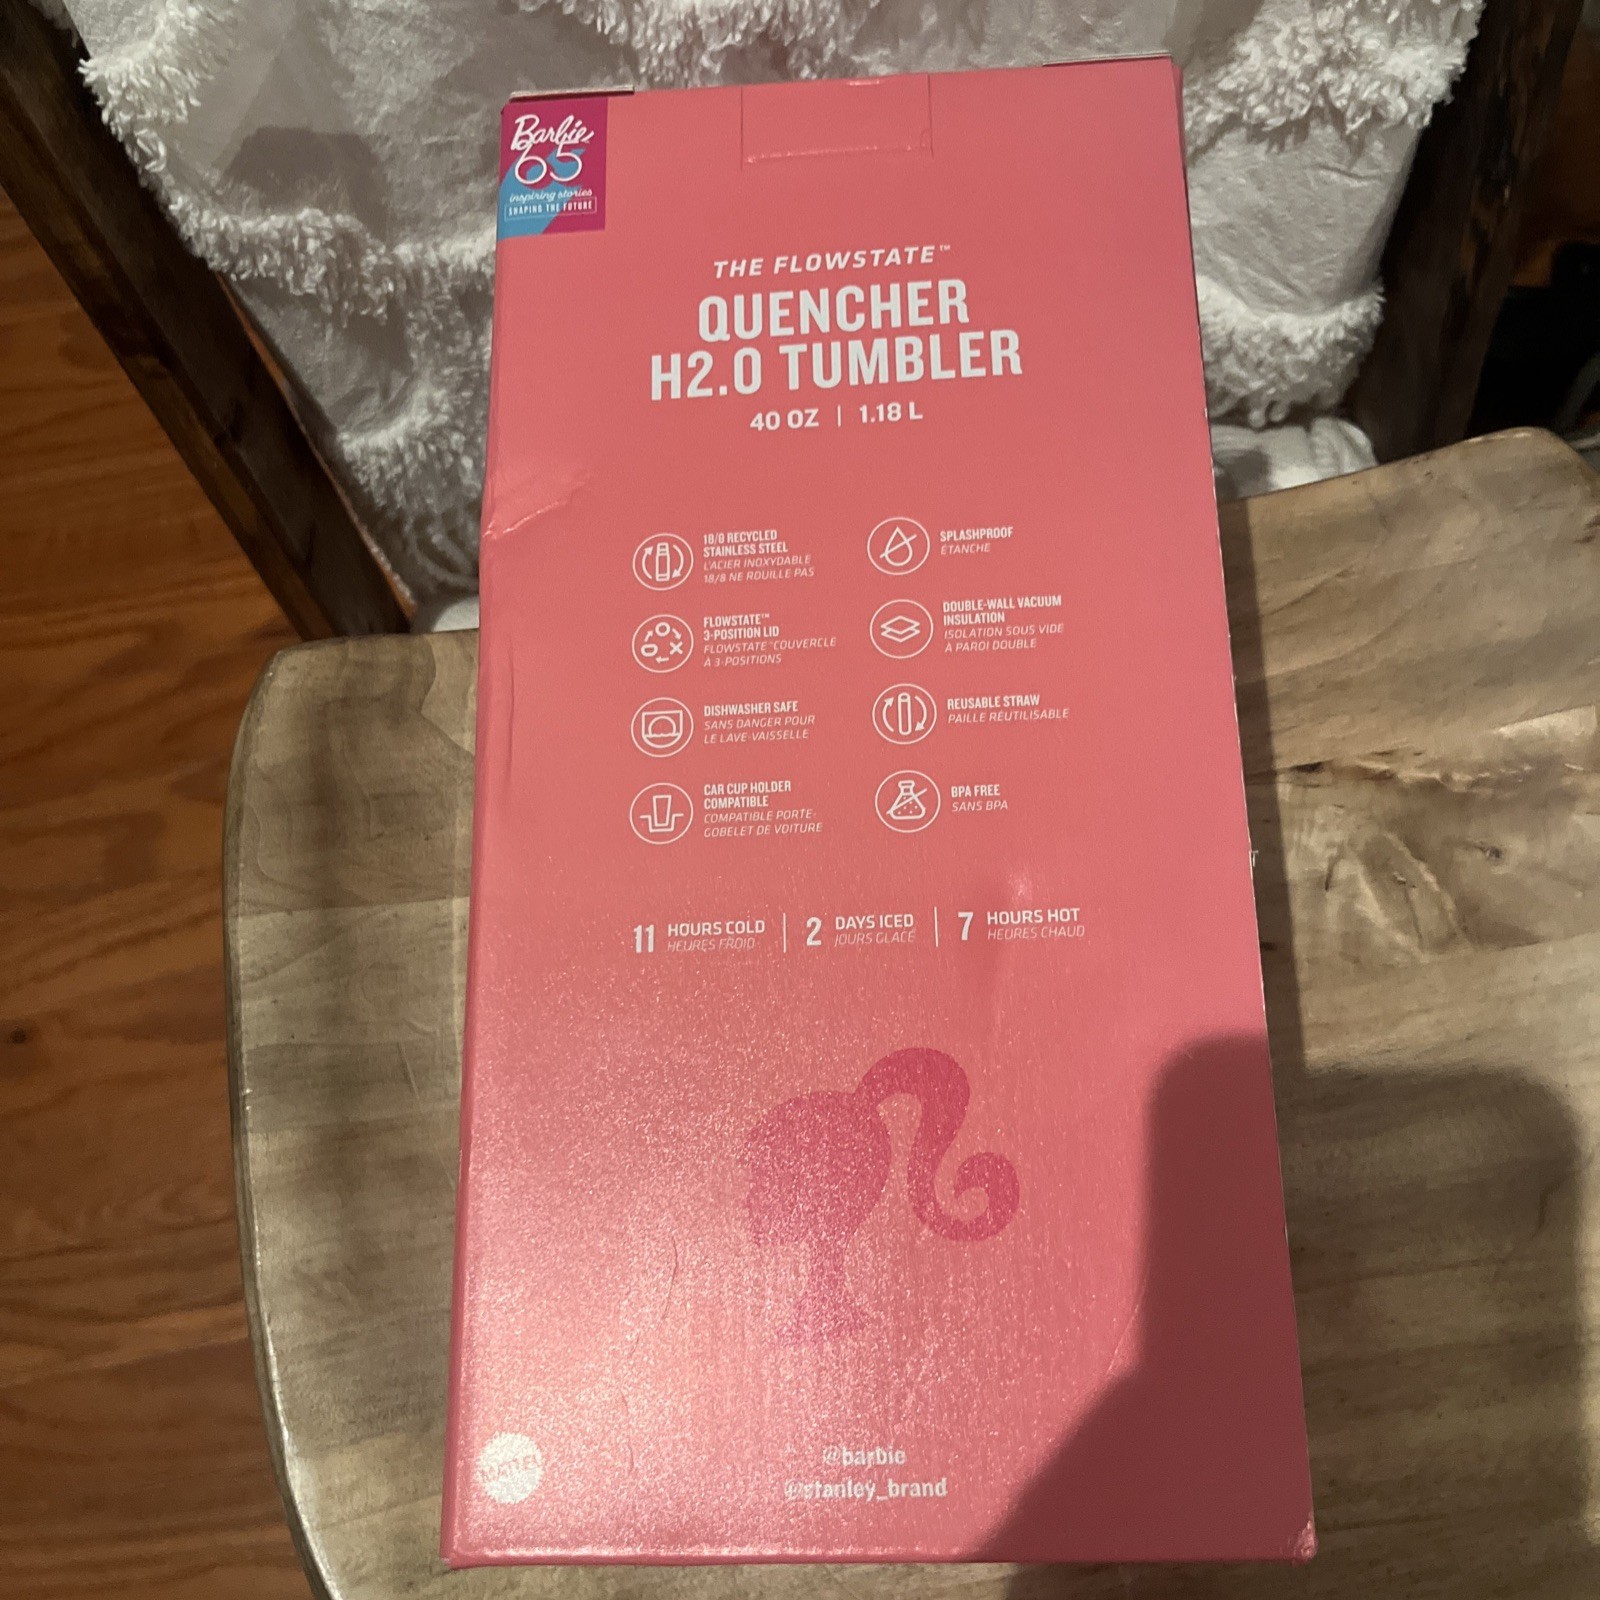 Barbie
65
inspiring stories
SHAPING THE FUTURE
THE FLOWSTATE™
QUENCHER
H2.0 TUMBLER
40 OZ | 1.18 L
18/8 RECYCLED
STAINLESS STEEL
L'ACIER INOXYDABLE
18/8 NE ROUILLE PAS
SPLASHPROOF
ÉTANCHE
FLOWSTATE™
3-POSITION LID
FLOWSTATE™ COUVERCLE
À 3-POSITIONS
DOUBLE-WALL VACUUM
INSULATION
ISOLATION SOUS VIDE
À PAROI DOUBLE
DISHWASHER SAFE
SANS DANGER POUR
LE LAVE-VAISSELLE
REUSABLE STRAW
PAILLE RÉUTILISABLE
CAR CUP HOLDER
COMPATIBLE
COMPATIBLE PORTE-
GOBELET DE VOITURE
BPA FREE
SANS BPA
11 HOURS COLD
HEURES FROID
2 DAYS ICED
JOURS GLACÉ
7 HOURS HOT
HEURES CHAUD
MATTEL
@barbie
@stanley_brand